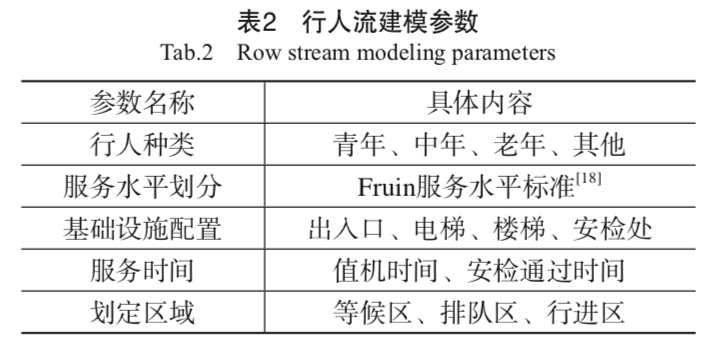 表2 行人流建模参数
Tab.2 Row stream modeling parameters
参数名称 具体内容
行人种类 青年、中年、老年、其他
服务水平划分 Fruin服务水平标准[18]
基础设施配置 出入口、电梯、楼梯、安检处
服务时间 值机时间、安检通过时间
划定区域 等候区、排队区、行进区